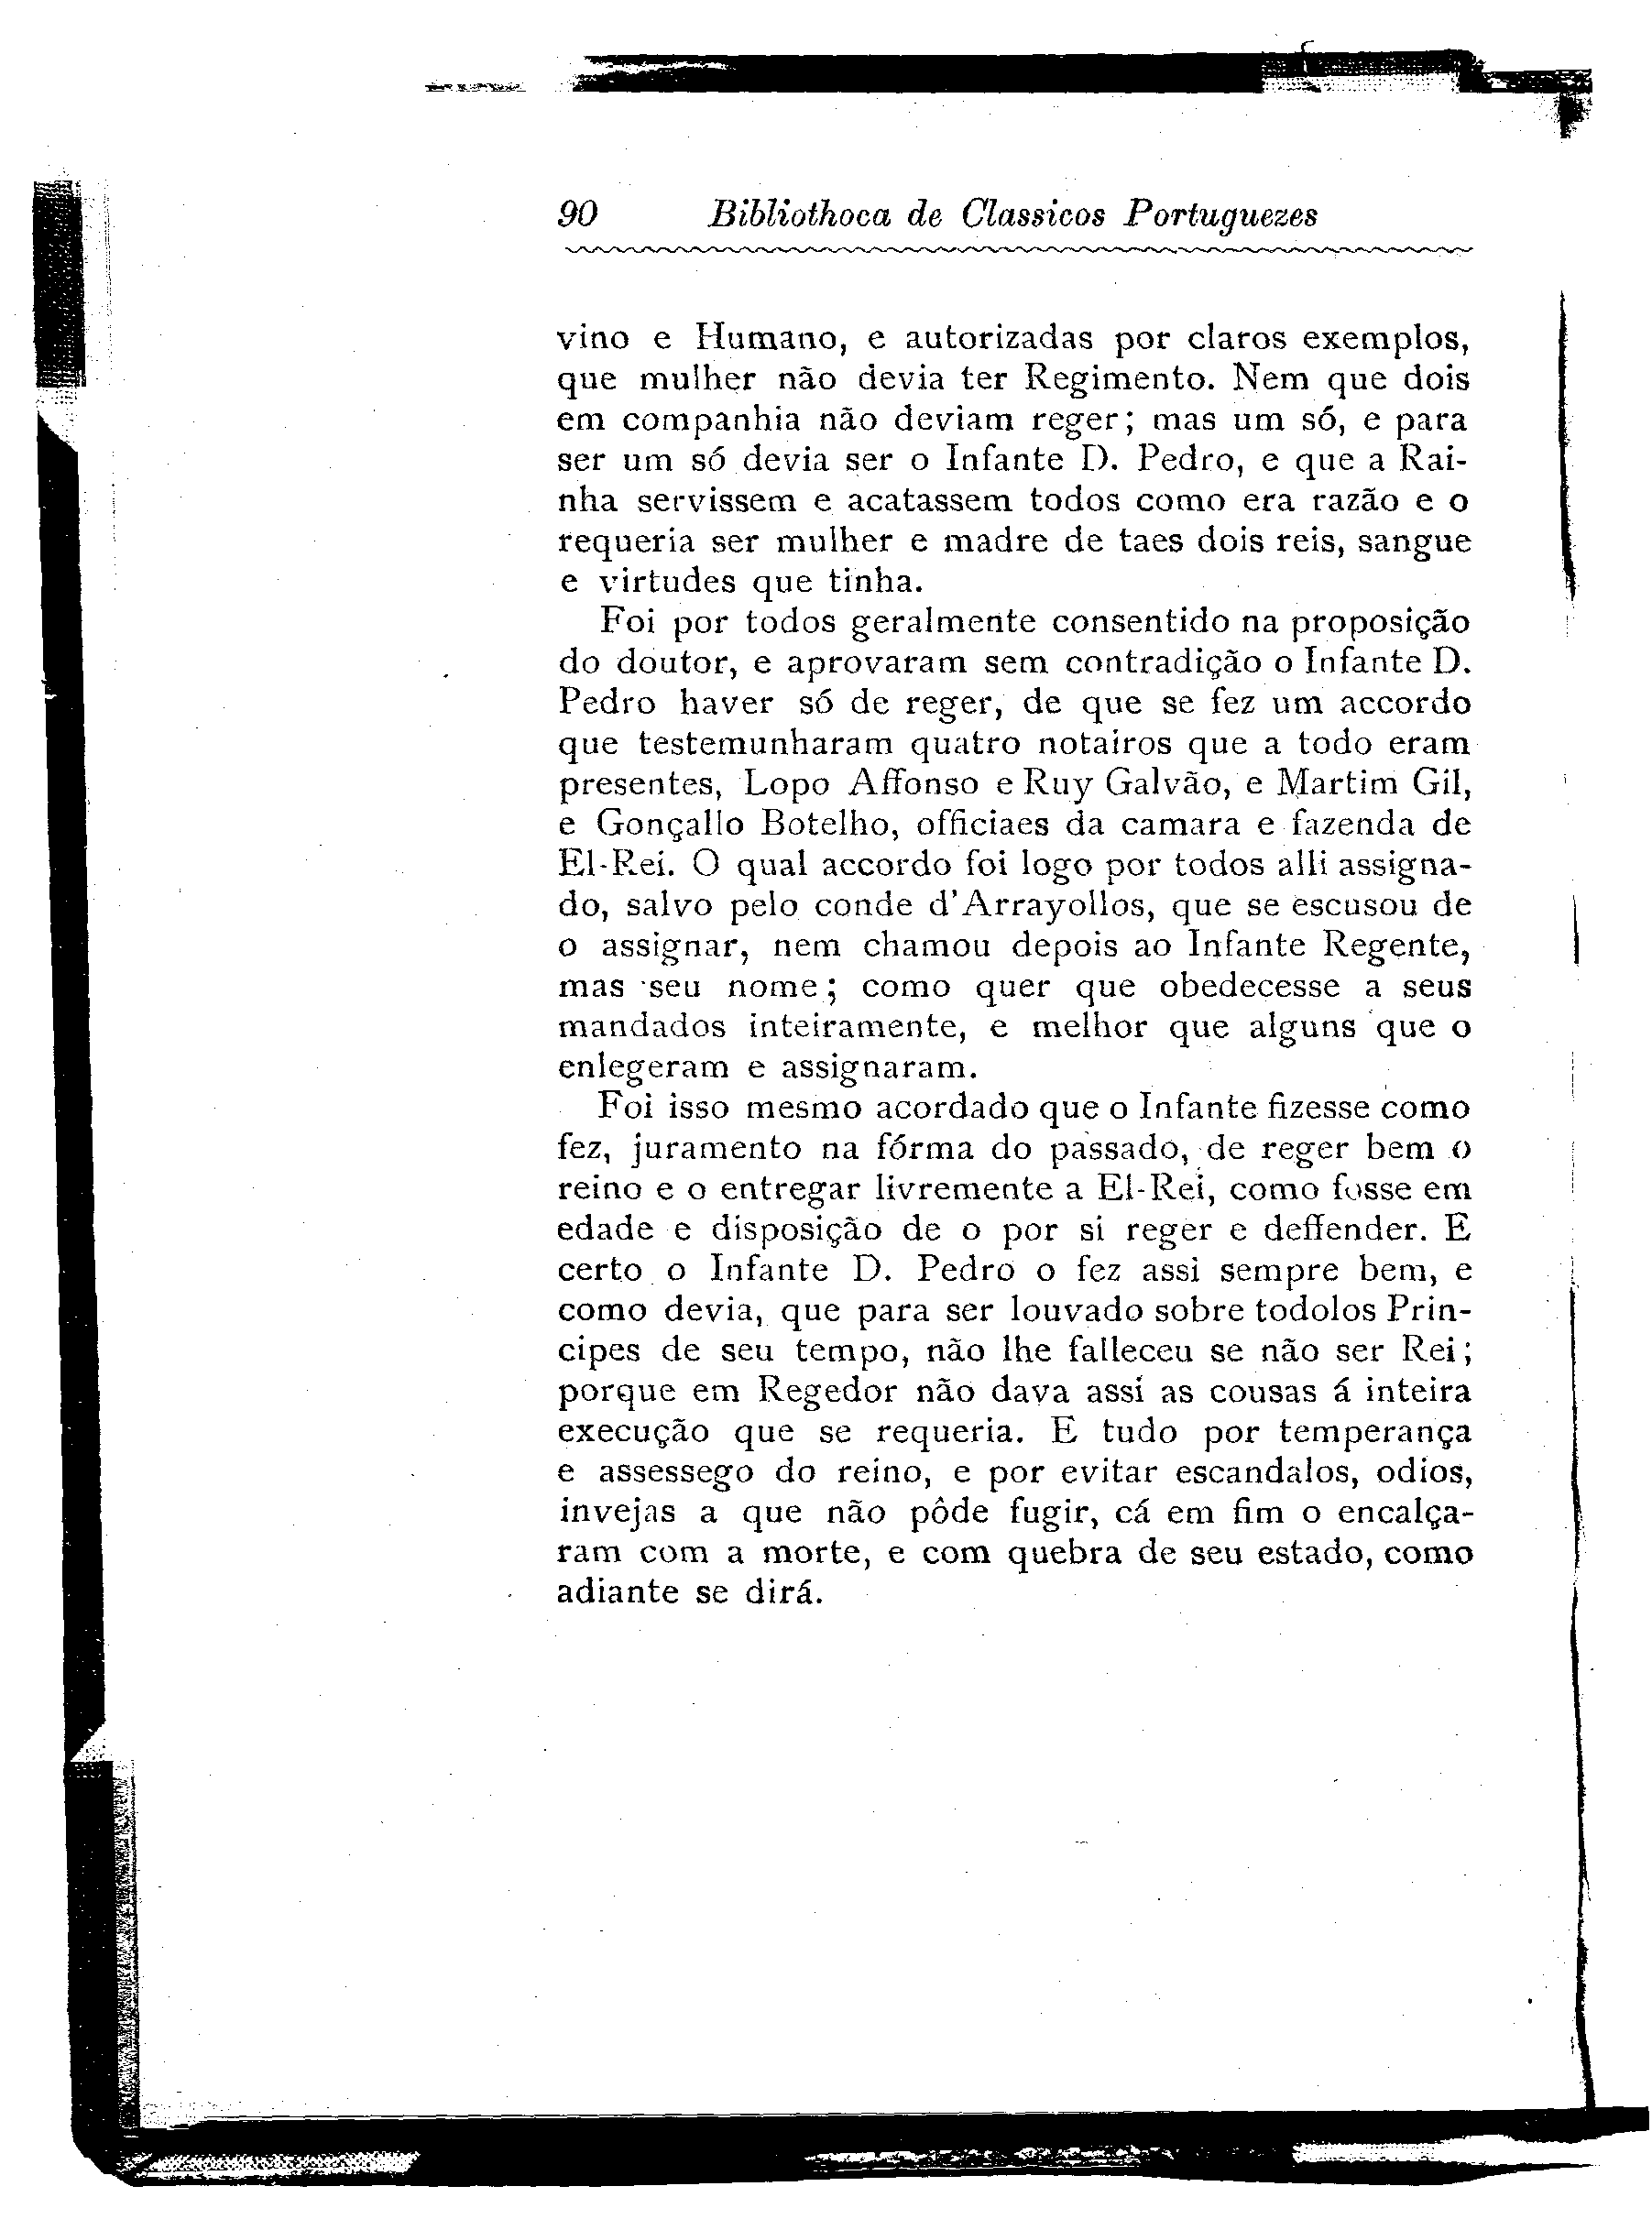 90 Bibliothoca de Classicos Portuguezes
vino e Humano, e autorizadas por claros exemplos,
que mulher não devia ter Regimento. Nem que dois
em companhia não deviam reger; mas um só, e para
ser um só devia ser o Infante D. Pedro, e que a Rai-
nha servissem e acatassem todos como era razão e o
requeria ser mulher e madre de taes dois reis, sangue
e virtudes que tinha.
Foi por todos geralmente consentido na proposição
do doutor, e aprovaram sem contradição o Infante D.
Pedro haver só de reger, de que se fez um accordo
que testemunharam quatro notairos que a todo eram
presentes, Lopo Affonso e Ruy Galvão, e Martim Gil,
e Gonçallo Botelho, officiaes da camara e fazenda de
El-Rei. O qual accordo foi logo por todos alli assigna-
do, salvo pelo conde d'Arrayollos, que se escusou de
o assignar, nem chamou depois ao Infante Regente,
mas seu nome; como quer que obedecesse a seus
mandados inteiramente, e melhor que alguns que o
enlegeram e assignaram.
Foi isso mesmo acordado que o Infante fizesse como
fez, juramento na fórma do passado, de reger bem o
reino e o entregar livremente a El-Rei, como fosse em
edade e disposição de o por si reger e deffender. E
certo o Infante D. Pedro o fez assi sempre bem, e
como devia, que para ser louvado sobre todolos Prin-
cipes de seu tempo, não lhe falleceu se não ser Rei;
porque em Regedor não dava assi as cousas á inteira
execução que se requeria. E tudo por temperança
e assessego do reino, e por evitar escandalos, odios,
invejas a que não pôde fugir, cá em fim o encalça-
ram com a morte, e com quebra de seu estado, como
adiante se dirá.